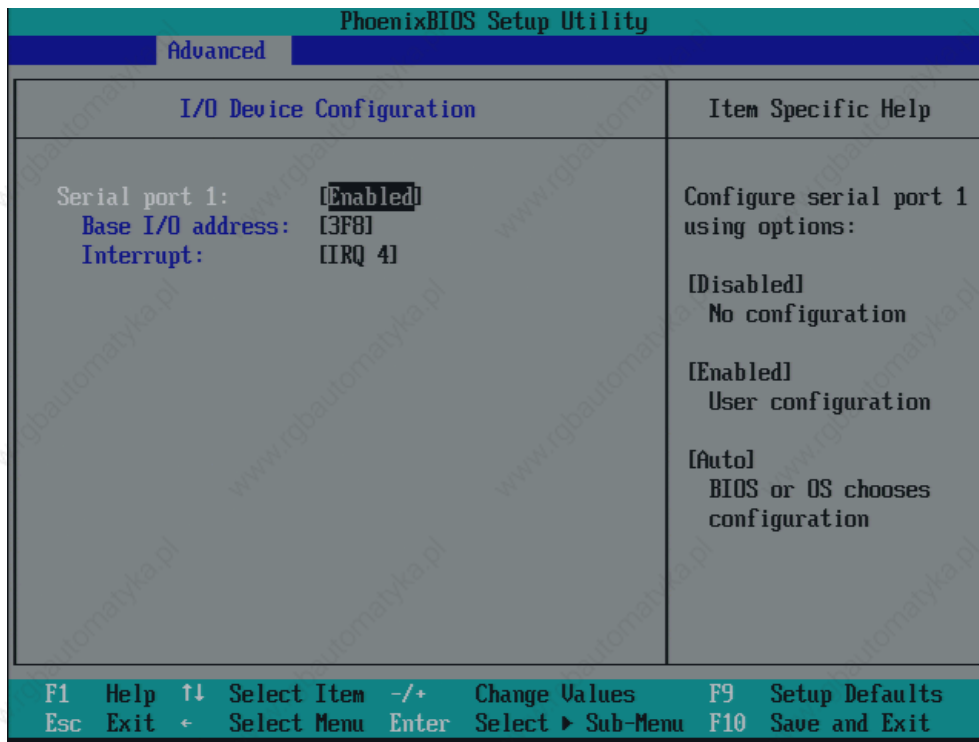 PhoenixBIOS Setup Utility
Advanced
I/O Device Configuration
Item Specific Help
Serial port 1: [Enabled]
Base I/O address: [3F8]
Interrupt: [IRQ 4]
Configure serial port 1
using options:
[Disabled]
No configuration
[Enabled]
User configuration
[Auto]
BIOS or OS chooses
configuration
F1 Help ↑↓ Select Item -/+ Change Values F9 Setup Defaults
Esc Exit ← Select Menu Enter Select ▶ Sub-Menu F10 Save and Exit
www.rgbautomatyka.pl